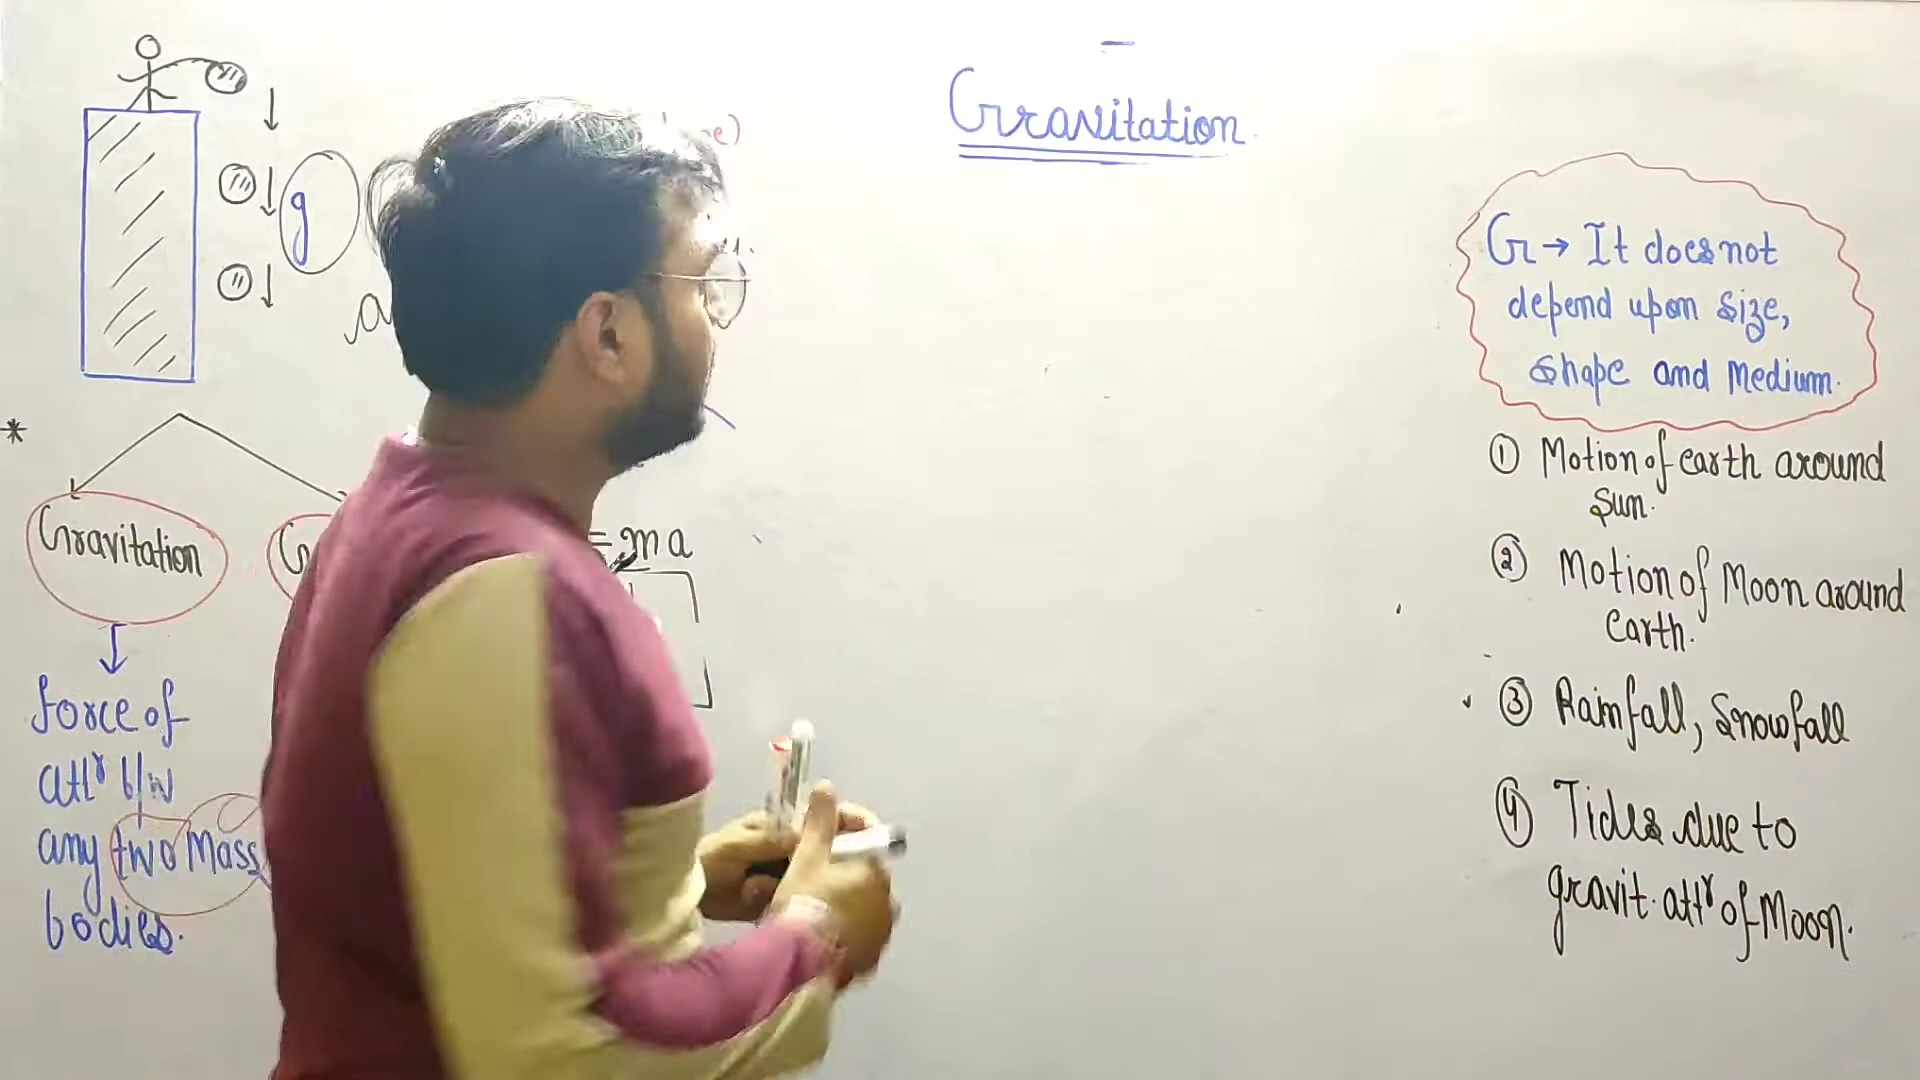 Gravitation
g
a
*
Gravitation
G
force of
attr b/w
any two Mass
bodies.
= ma
G → It does not
depend upon size,
shape and Medium.
① Motion of earth around
sun.
② Motion of Moon around
earth.
③ Rainfall, Snowfall
④ Tides due to
gravit. attr of Moon.